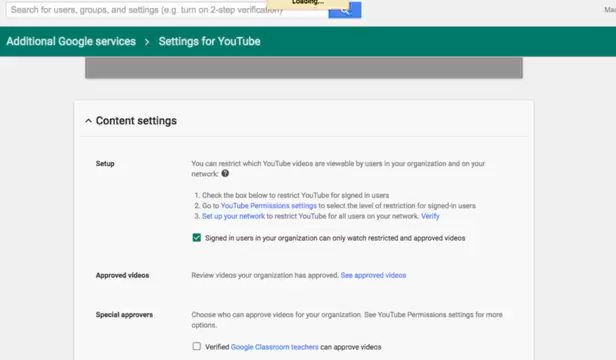 Loading...
Search for users, groups, and settings (e.g. turn on 2-step verification)
Additional Google services > Settings for YouTube
Content settings
Setup
You can restrict which YouTube videos are viewable by users in your organization and on your
network: ?
1. Check the box below to restrict YouTube for signed in users
2. Go to YouTube Permissions settings to select the level of restriction for signed-in users
3. Set up your network to restrict YouTube for all users on your network. Verify
Signed in users in your organization can only watch restricted and approved videos
Approved videos
Review videos your organization has approved. See approved videos
Special approvers
Choose who can approve videos for your organization. See YouTube Permissions settings for more
options.
Verified Google Classroom teachers can approve videos